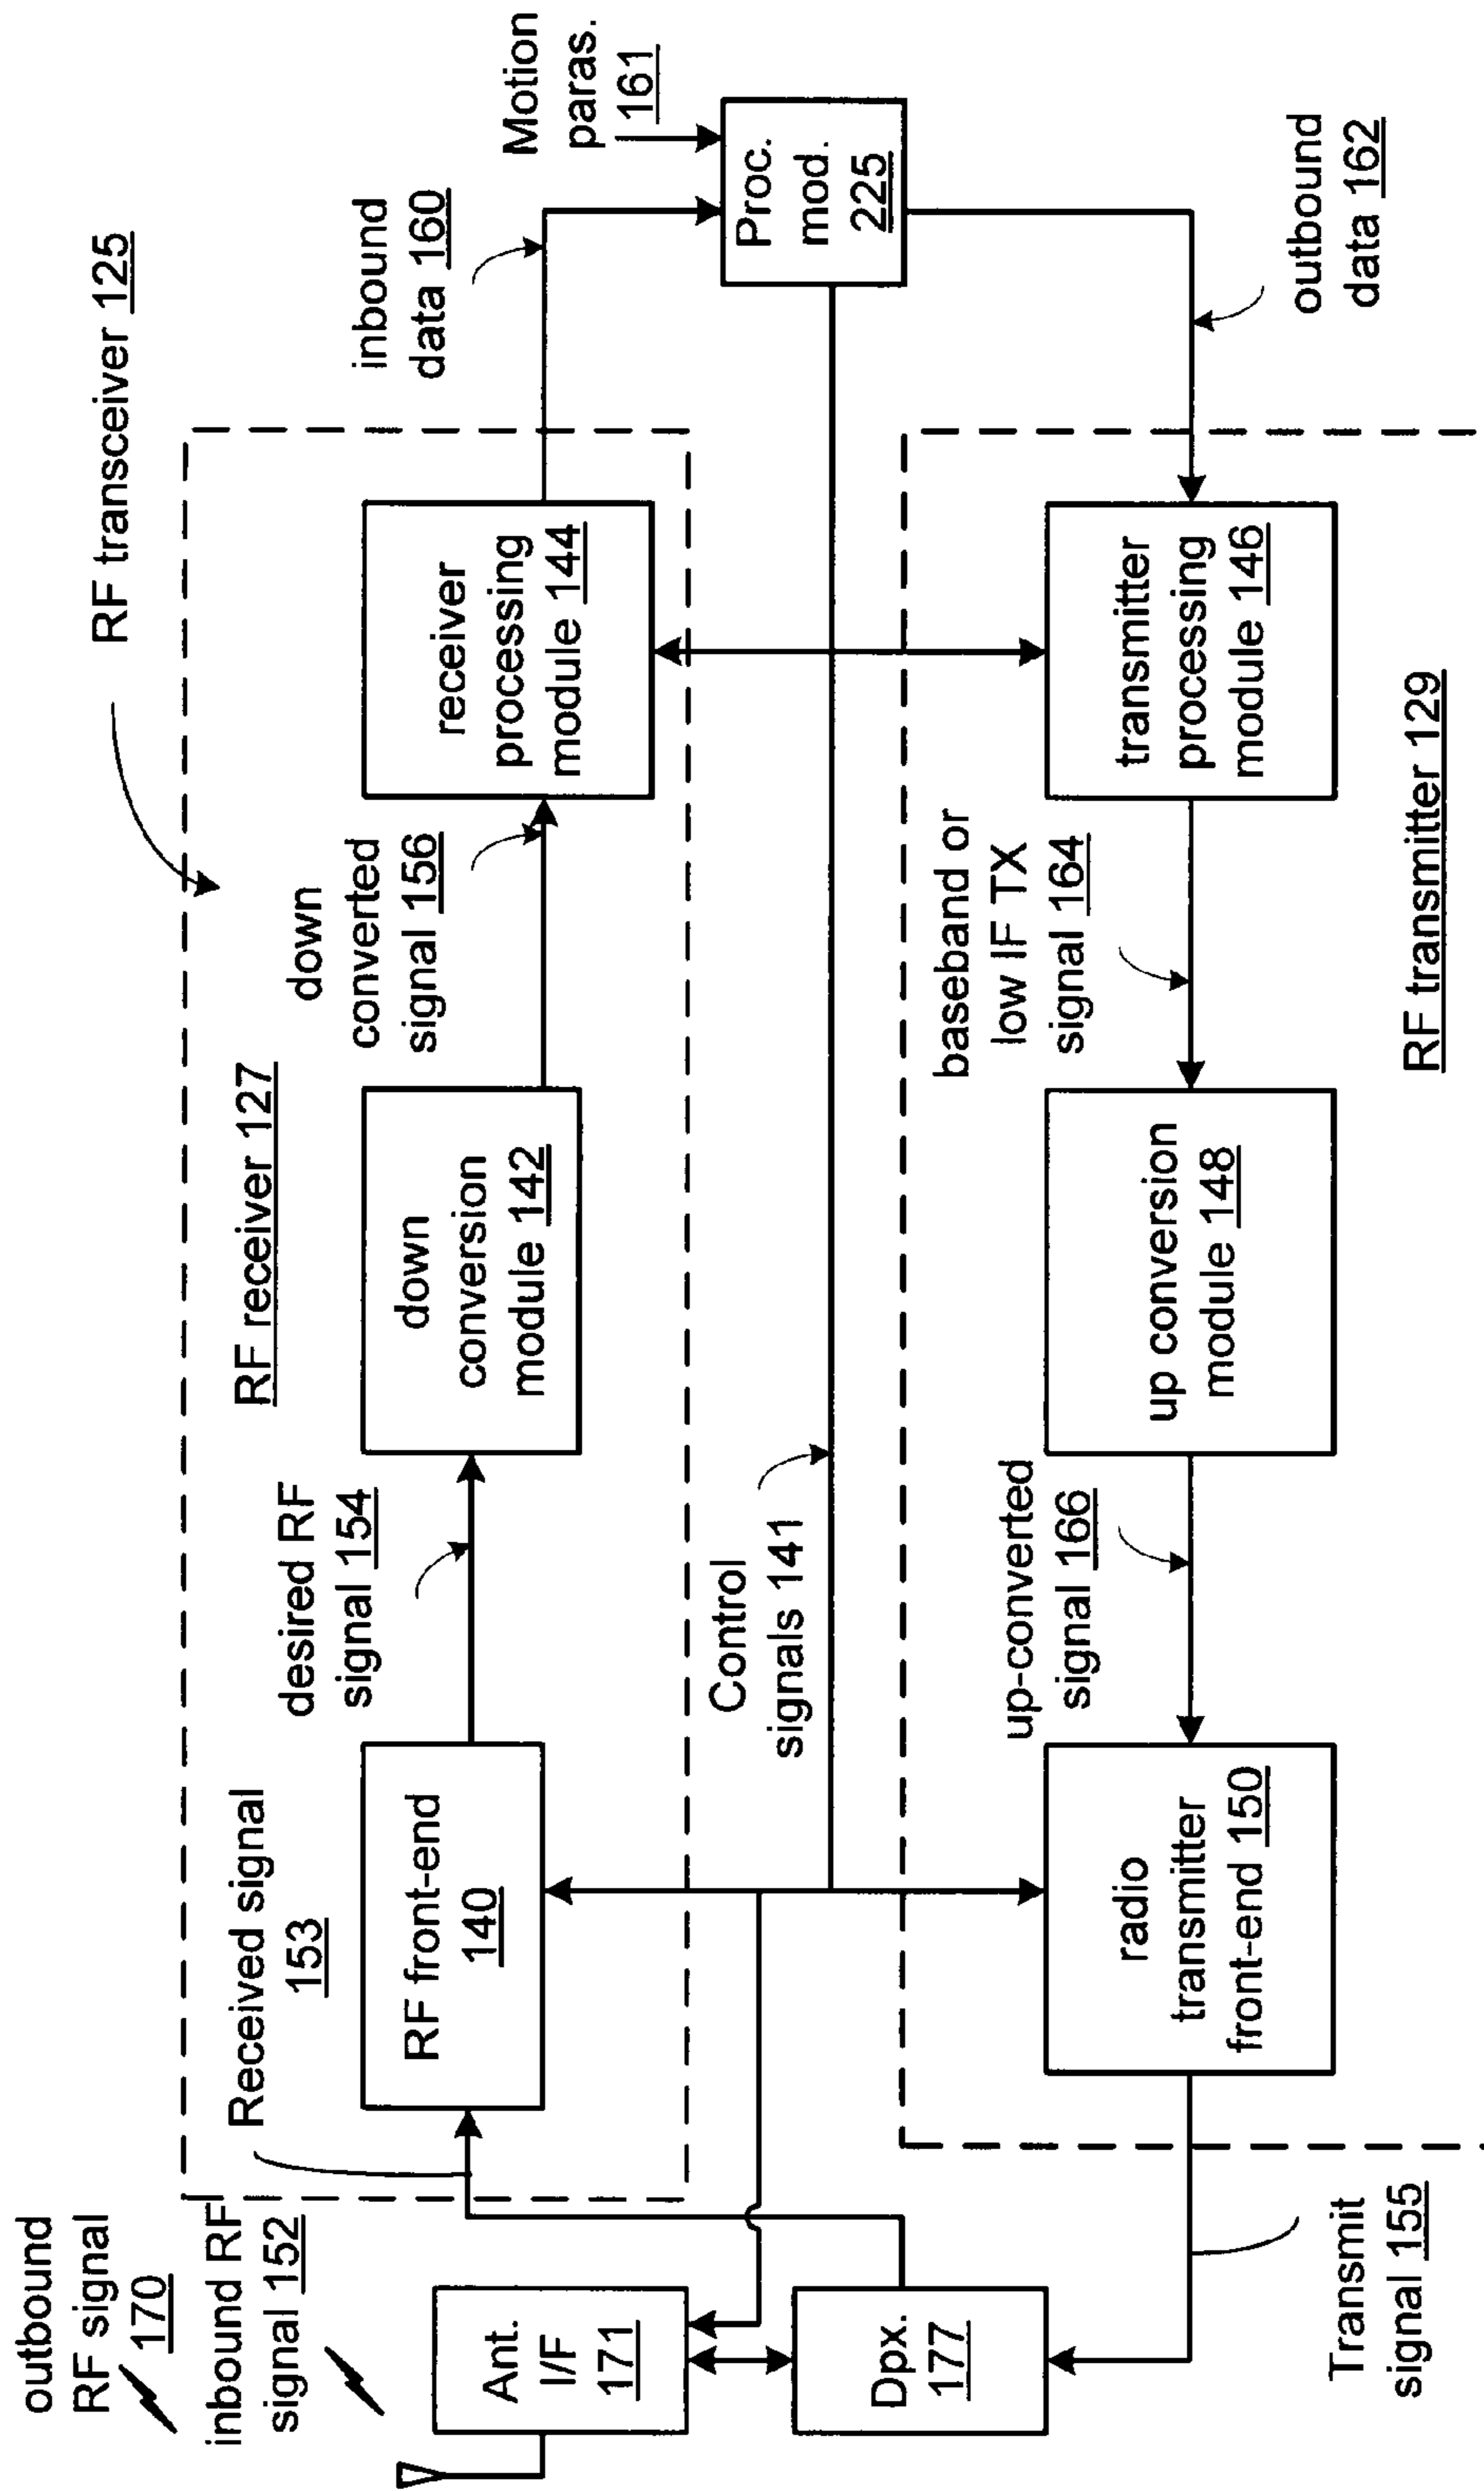 RF transceiver 125
outbound
RF signal
170
inbound RF
signal 152
Received signal
153
RF receiver 127
desired RF
signal 154
down
converted
signal 156
inbound
data 160
Motion
paras.
161
Ant.
I/F
171
RF front-end
140
down
conversion
module 142
receiver
processing
module 144
Proc.
mod.
225
Control
signals 141
Dpx.
177
up-converted
signal 166
baseband or
low IF TX
signal 164
radio
transmitter
front-end 150
up conversion
module 148
transmitter
processing
module 146
outbound
data 162
Transmit
signal 155
RF transmitter 129